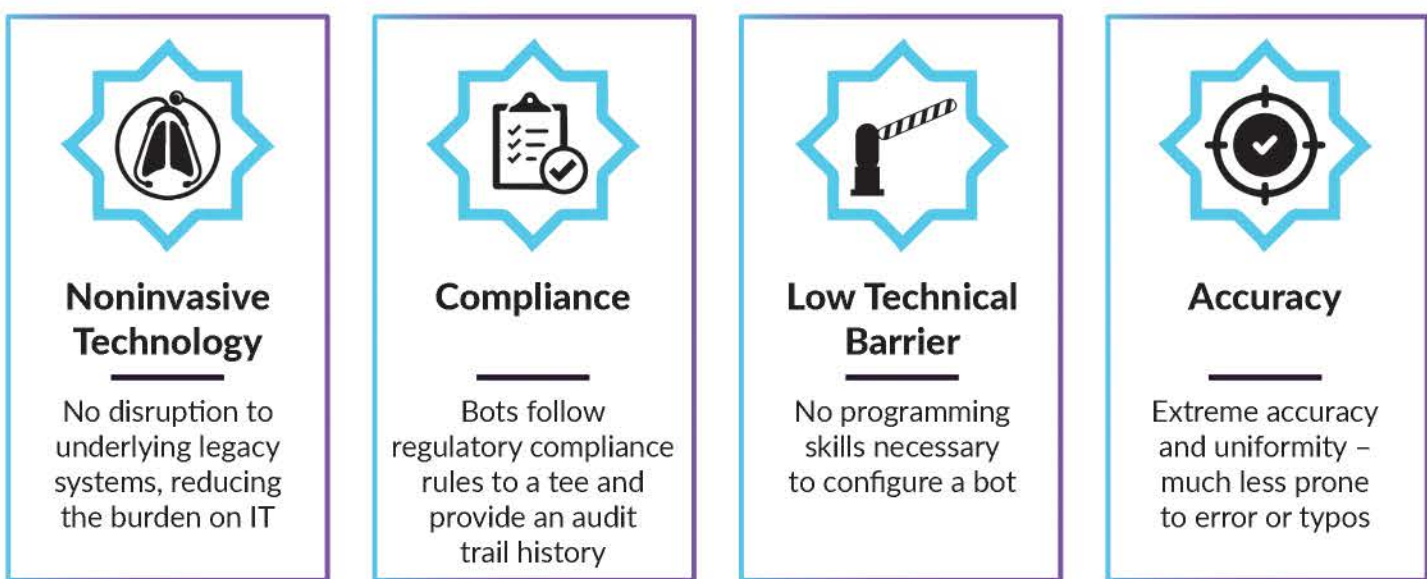 Noninvasive
Technology
No disruption to
underlying legacy
systems, reducing
the burden on IT
Compliance
Bots follow
regulatory compliance
rules to a tee and
provide an audit
trail history
Low Technical
Barrier
No programming
skills necessary
to configure a bot
Accuracy
Extreme accuracy
and uniformity –
much less prone
to error or typos